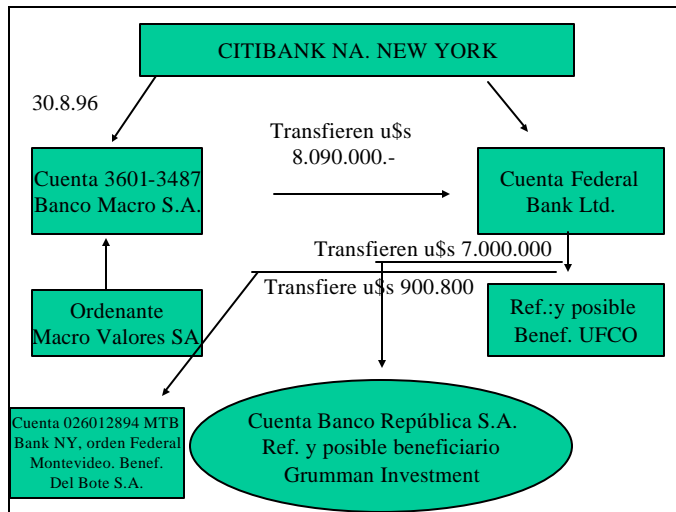 CITIBANK NA. NEW YORK
30.8.96
Transfieren u$s
8.090.000.-
Cuenta 3601-3487
Banco Macro S.A.
Cuenta Federal
Bank Ltd.
Transfieren u$s 7.000.000
Transfiere u$s 900.800
Ordenante
Macro Valores SA
Ref.:y posible
Benef. UFCO
Cuenta 026012894 MTB
Bank NY, orden Federal
Montevideo. Benef.
Del Bote S.A.
Cuenta Banco República S.A.
Ref. y posible beneficiario
Grumman Investment